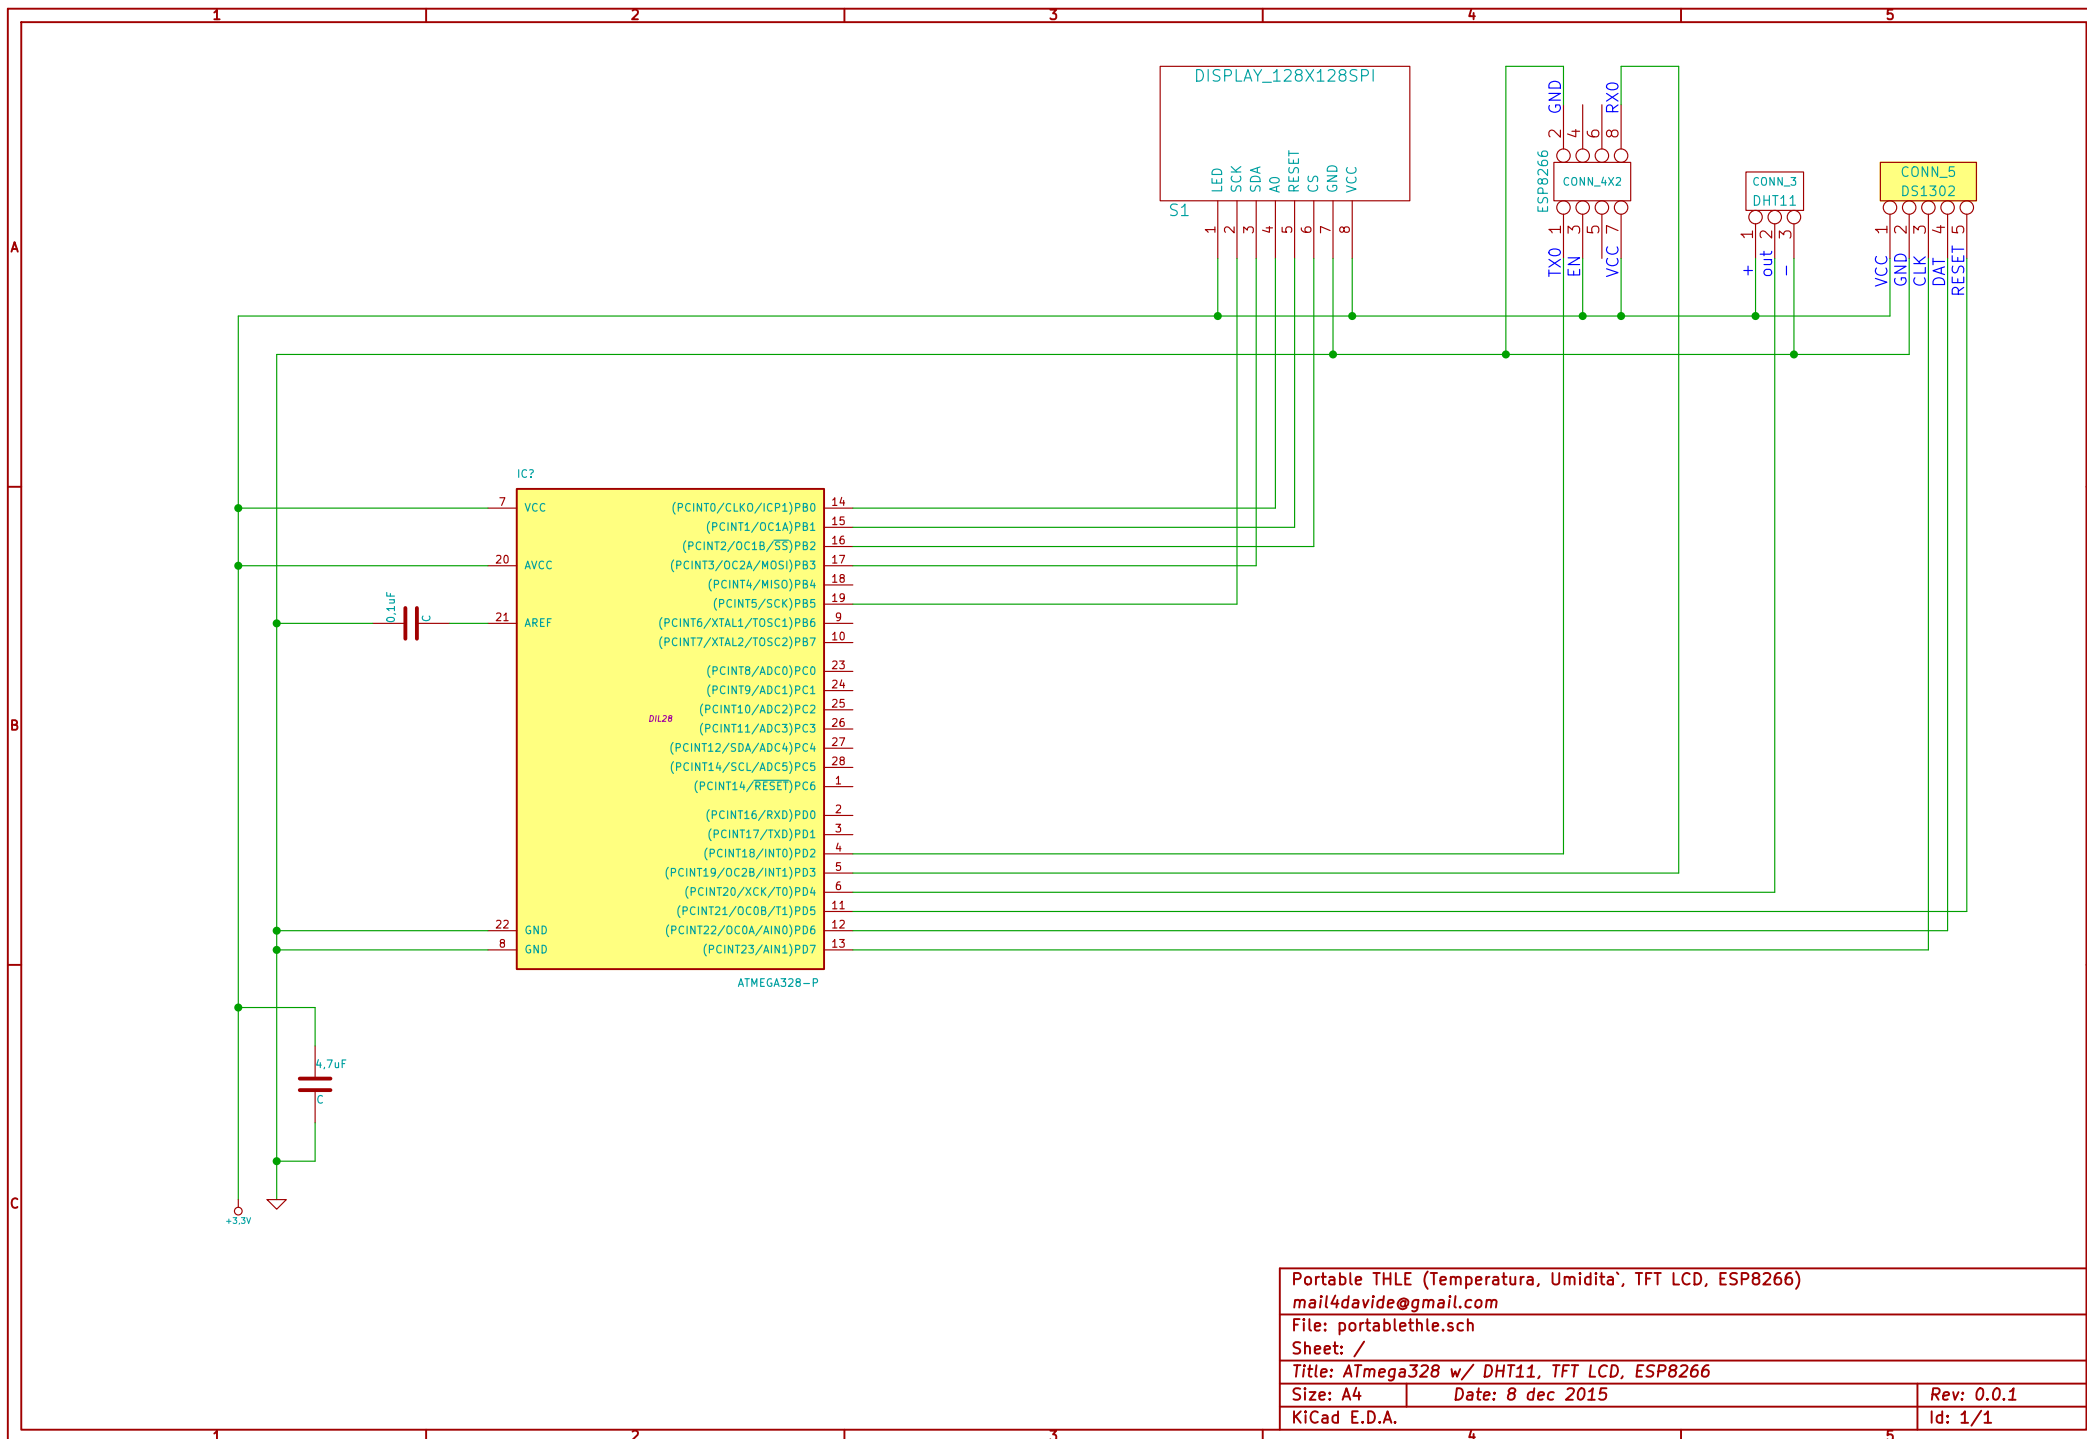 1 2 3 4 5
A
B
C
DISPLAY_128X128SPI
LED
SCK
SDA
A0
RESET
CS
GND
VCC
S1
1 2 3 4 5 6 7 8
GND
RX0
2 4 6 8
ESP8266
CONN_4X2
1 3 5 7
TX0
EN
VCC
CONN_3
DHT11
1 2 3
+
out
-
CONN_5
DS1302
1 2 3 4 5
VCC
GND
CLK
DAT
RESET
IC?
7 VCC
20 AVCC
0,1uF
C
21 AREF
22 GND
8 GND
DIL28
(PCINT0/CLKO/ICP1)PB0 14
(PCINT1/OC1A)PB1 15
(PCINT2/OC1B/SS)PB2 16
(PCINT3/OC2A/MOSI)PB3 17
(PCINT4/MISO)PB4 18
(PCINT5/SCK)PB5 19
(PCINT6/XTAL1/TOSC1)PB6 9
(PCINT7/XTAL2/TOSC2)PB7 10
(PCINT8/ADC0)PC0 23
(PCINT9/ADC1)PC1 24
(PCINT10/ADC2)PC2 25
(PCINT11/ADC3)PC3 26
(PCINT12/SDA/ADC4)PC4 27
(PCINT14/SCL/ADC5)PC5 28
(PCINT14/RESET)PC6 1
(PCINT16/RXD)PD0 2
(PCINT17/TXD)PD1 3
(PCINT18/INT0)PD2 4
(PCINT19/OC2B/INT1)PD3 5
(PCINT20/XCK/T0)PD4 6
(PCINT21/OC0B/T1)PD5 11
(PCINT22/OC0A/AIN0)PD6 12
(PCINT23/AIN1)PD7 13
ATMEGA328-P
4,7uF
C
+3,3V
Portable THLE (Temperatura, Umidita`, TFT LCD, ESP8266)
mail4davide@gmail.com
File: portablethle.sch
Sheet: /
Title: ATmega328 w/ DHT11, TFT LCD, ESP8266
Size: A4 Date: 8 dec 2015 Rev: 0.0.1
KiCad E.D.A. Id: 1/1
1 2 3 4 5